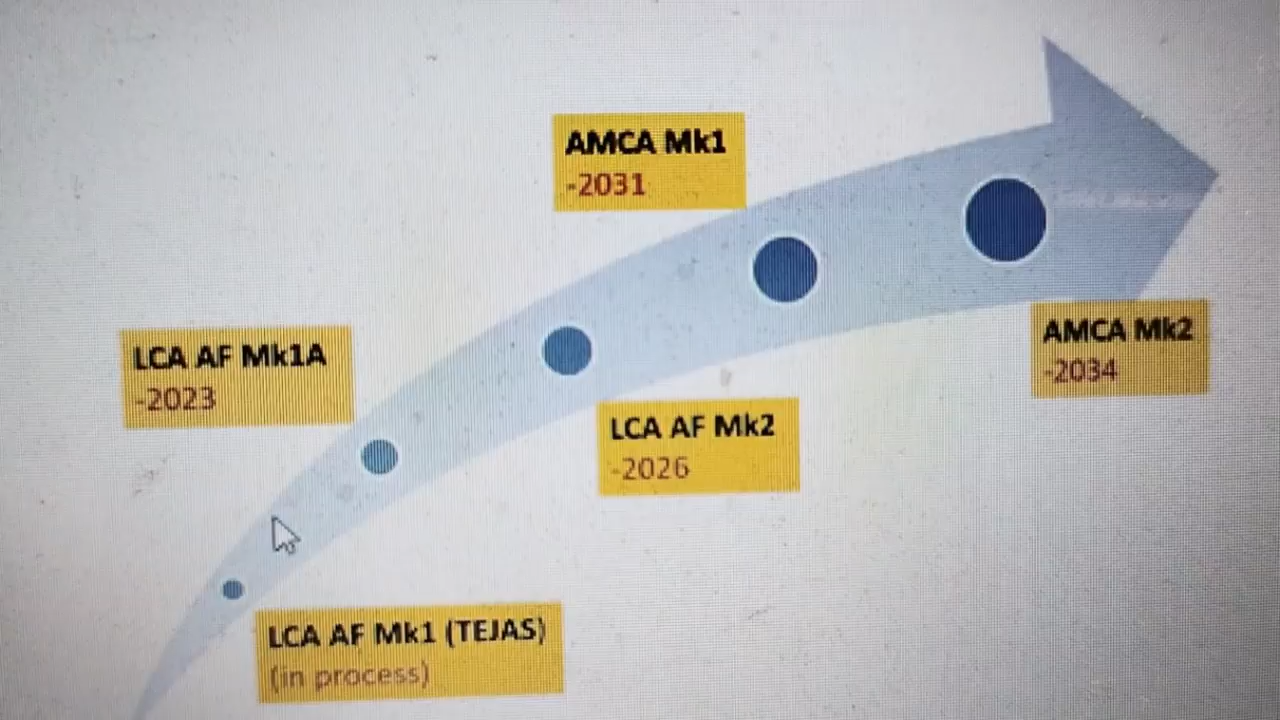 AMCA Mk1
-2031
AMCA Mk2
-2034
LCA AF Mk1A
-2023
LCA AF Mk2
-2026
LCA AF Mk1 (TEJAS)
(in process)